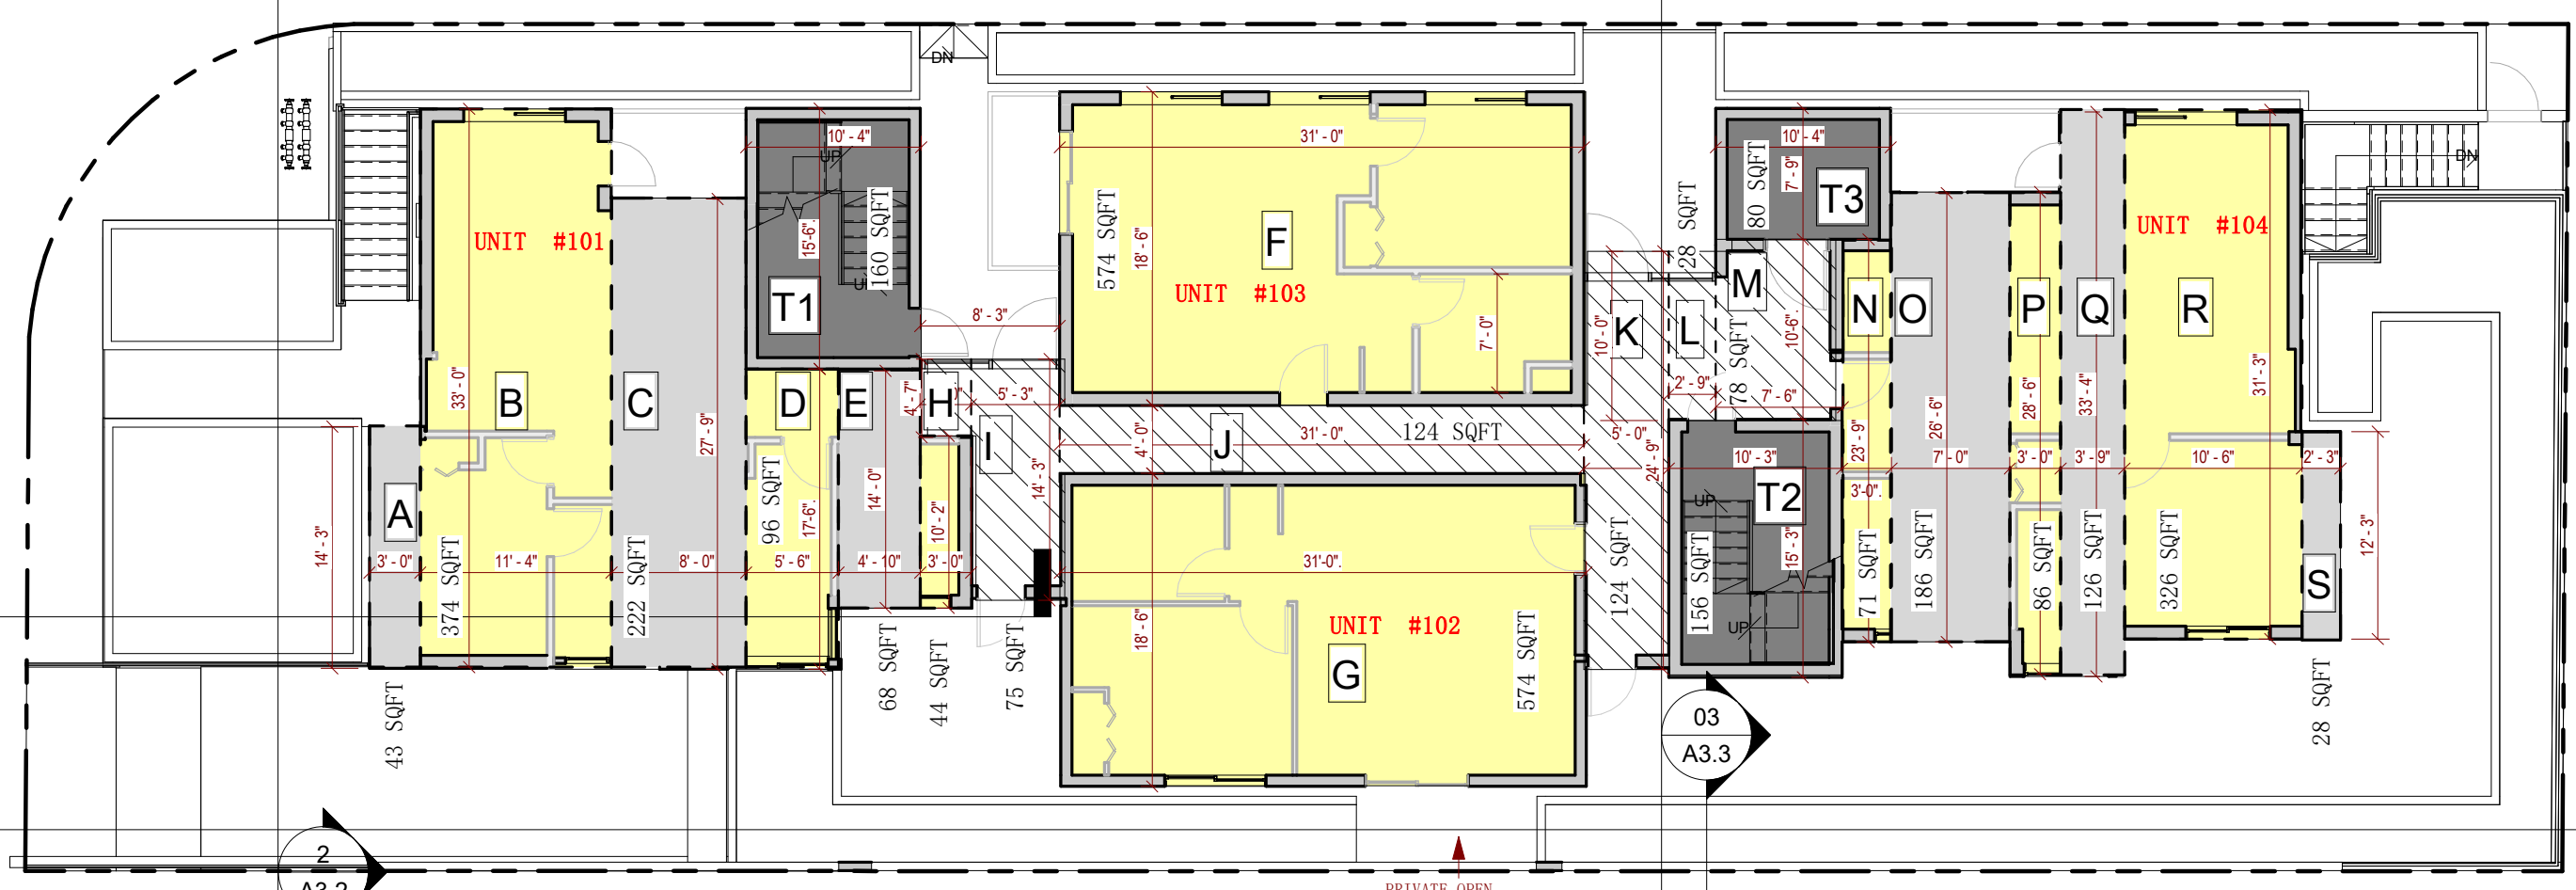 DN
10' - 4"
UP
15'-6".
160 SQFT
UP
T1
UNIT #101
33' - 0"
B
C
27' - 9"
D
E
A
14' - 3"
3' - 0"
374 SQFT
11' - 4"
222 SQFT
8' - 0"
96 SQFT
17'-6".
5' - 6"
14' - 0"
4' - 10"
43 SQFT
68 SQFT
44 SQFT
75 SQFT
8' - 3"
4' - 7"
H
5' - 3"
I
10' - 2"
3' - 0"
14' - 3"
31' - 0"
574 SQFT
18' - 6"
F
UNIT #103
7' - 0"
J
4' - 0"
31' - 0"
124 SQFT
31'-0".
18' - 6"
UNIT #102
G
574 SQFT
28 SQFT
K
L
10' - 0"
2' - 9"
5' - 0"
24' - 9"
124 SQFT
10' - 4"
80 SQFT
7' - 9"
T3
M
78 SQFT
10'-6".
7' - 6"
10' - 3"
T2
UP
156 SQFT
15' - 3"
UP
N
O
P
Q
R
UNIT #104
DN
23' - 9"
26' - 6"
28' - 6"
33' - 4"
31' - 3"
3'-0".
7' - 0"
3' - 0"
3' - 9"
10' - 6"
2' - 3"
71 SQFT
186 SQFT
86 SQFT
126 SQFT
326 SQFT
S
12' - 3"
28 SQFT
03
A3.3
2
A3.2
PRIVATE OPEN